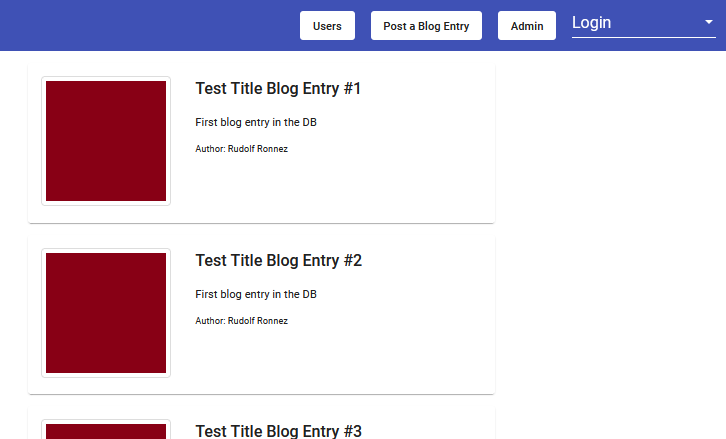 Users
Post a Blog Entry
Admin
Login
Test Title Blog Entry #1
First blog entry in the DB
Author: Rudolf Ronnez
Test Title Blog Entry #2
First blog entry in the DB
Author: Rudolf Ronnez
Test Title Blog Entry #3